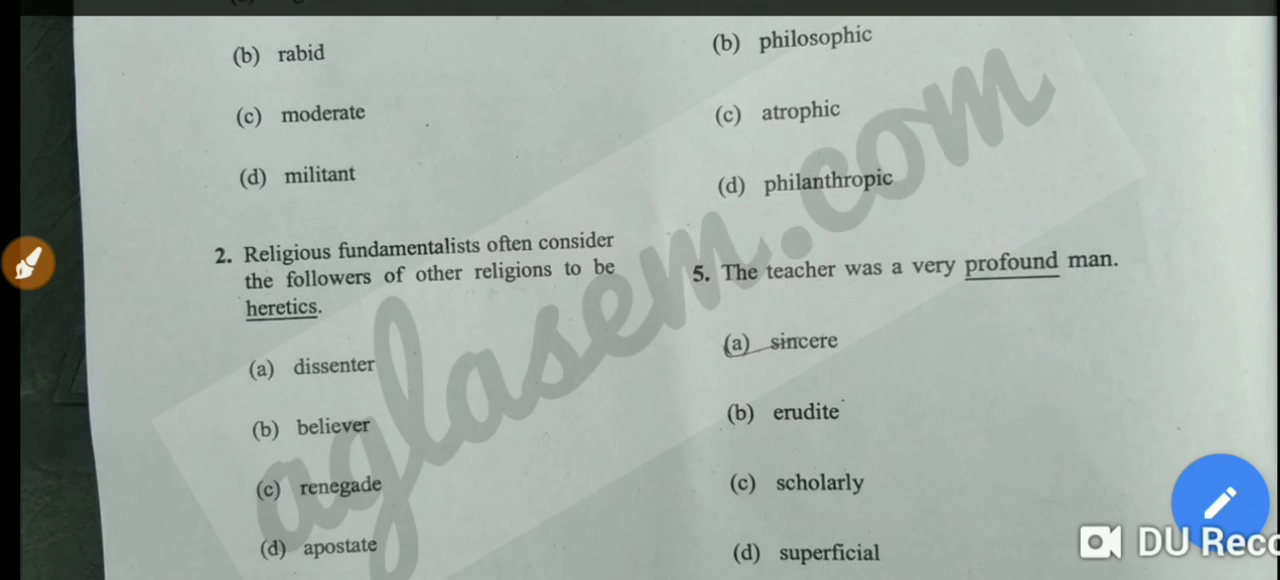 (b) rabid
(c) moderate
(d) militant
2. Religious fundamentalists often consider
the followers of other religions to be
heretics.
(a) dissenter
(b) believer
(c) renegade
(d) apostate
(b) philosophic
(c) atrophic
(d) philanthropic
5. The teacher was a very profound man.
(a) sincere
(b) erudite
(c) scholarly
(d) superficial
aglasem.com
DU Rec